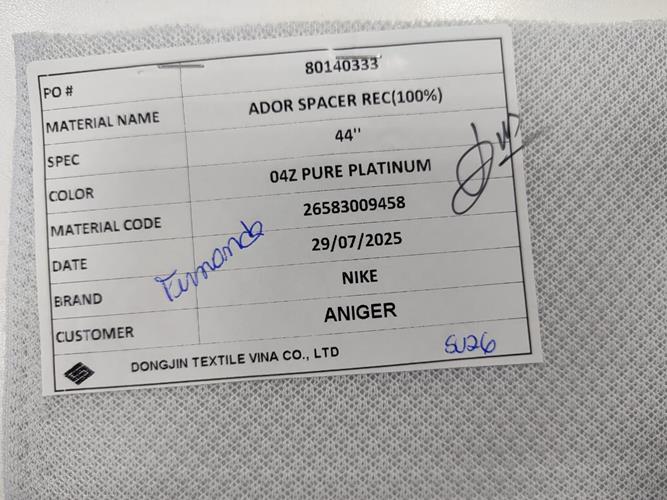 PO # 80140333
MATERIAL NAME ADOR SPACER REC(100%)
SPEC 44''
COLOR 04Z PURE PLATINUM
MATERIAL CODE 26583009458
DATE 29/07/2025
BRAND NIKE
CUSTOMER ANIGER
Fernanda
DONGJIN TEXTILE VINA CO., LTD
SU26